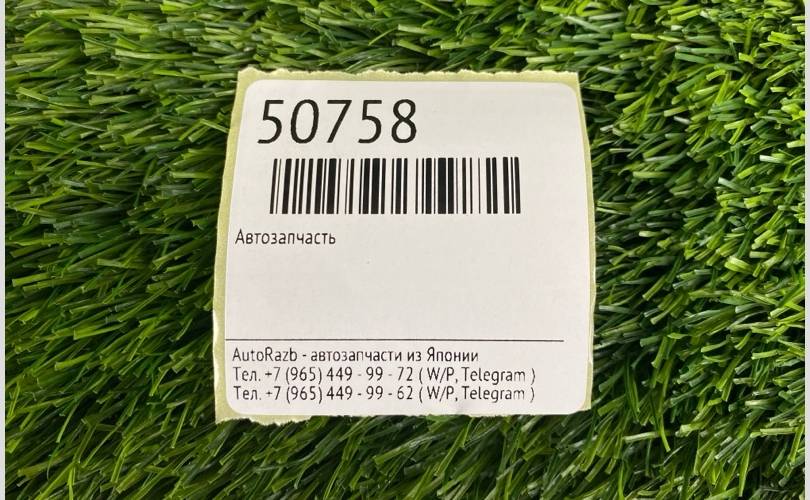 50758
Автозапчасть
AutoRazb - автозапчасти из Японии
Тел. +7 (965) 449 - 99 - 72 ( W/P, Telegram )
Тел. +7 (965) 449 - 99 - 62 ( W/P, Telegram )